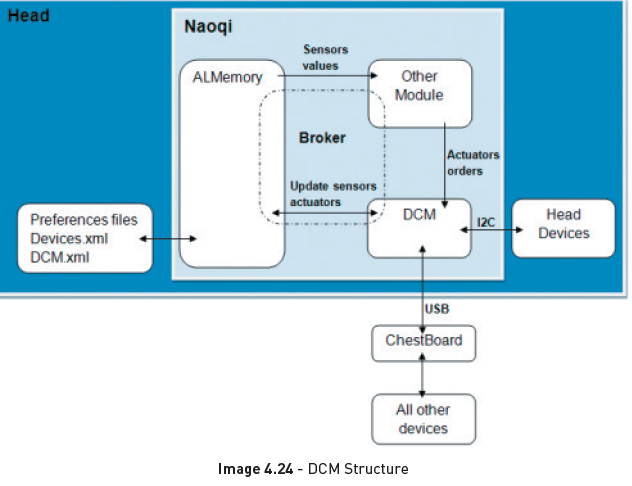 Head
Naoqi
Sensors
values
ALMemory
Other
Module
Broker
Actuators
orders
Update sensors
actuators
DCM
I2C
Head
Devices
Preferences files
Devices.xml
DCM.xml
USB
ChestBoard
All other
devices
Image 4.24 - DCM Structure